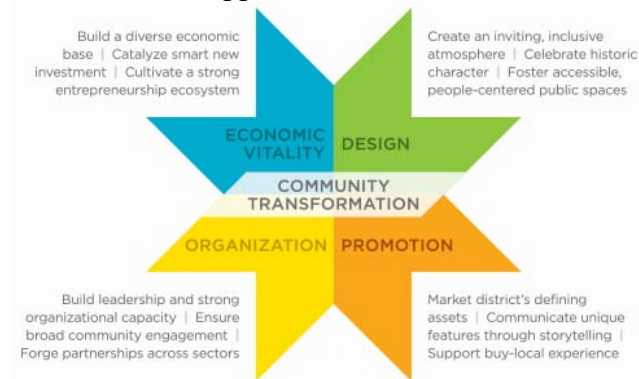 Build a diverse economic
base | Catalyze smart new
investment | Cultivate a strong
entrepreneurship ecosystem
Create an inviting, inclusive
atmosphere | Celebrate historic
character | Foster accessible,
people-centered public spaces
ECONOMIC
VITALITY
DESIGN
COMMUNITY
TRANSFORMATION
ORGANIZATION
PROMOTION
Build leadership and strong
organizational capacity | Ensure
broad community engagement |
Forge partnerships across sectors
Market district's defining
assets | Communicate unique
features through storytelling |
Support buy-local experience